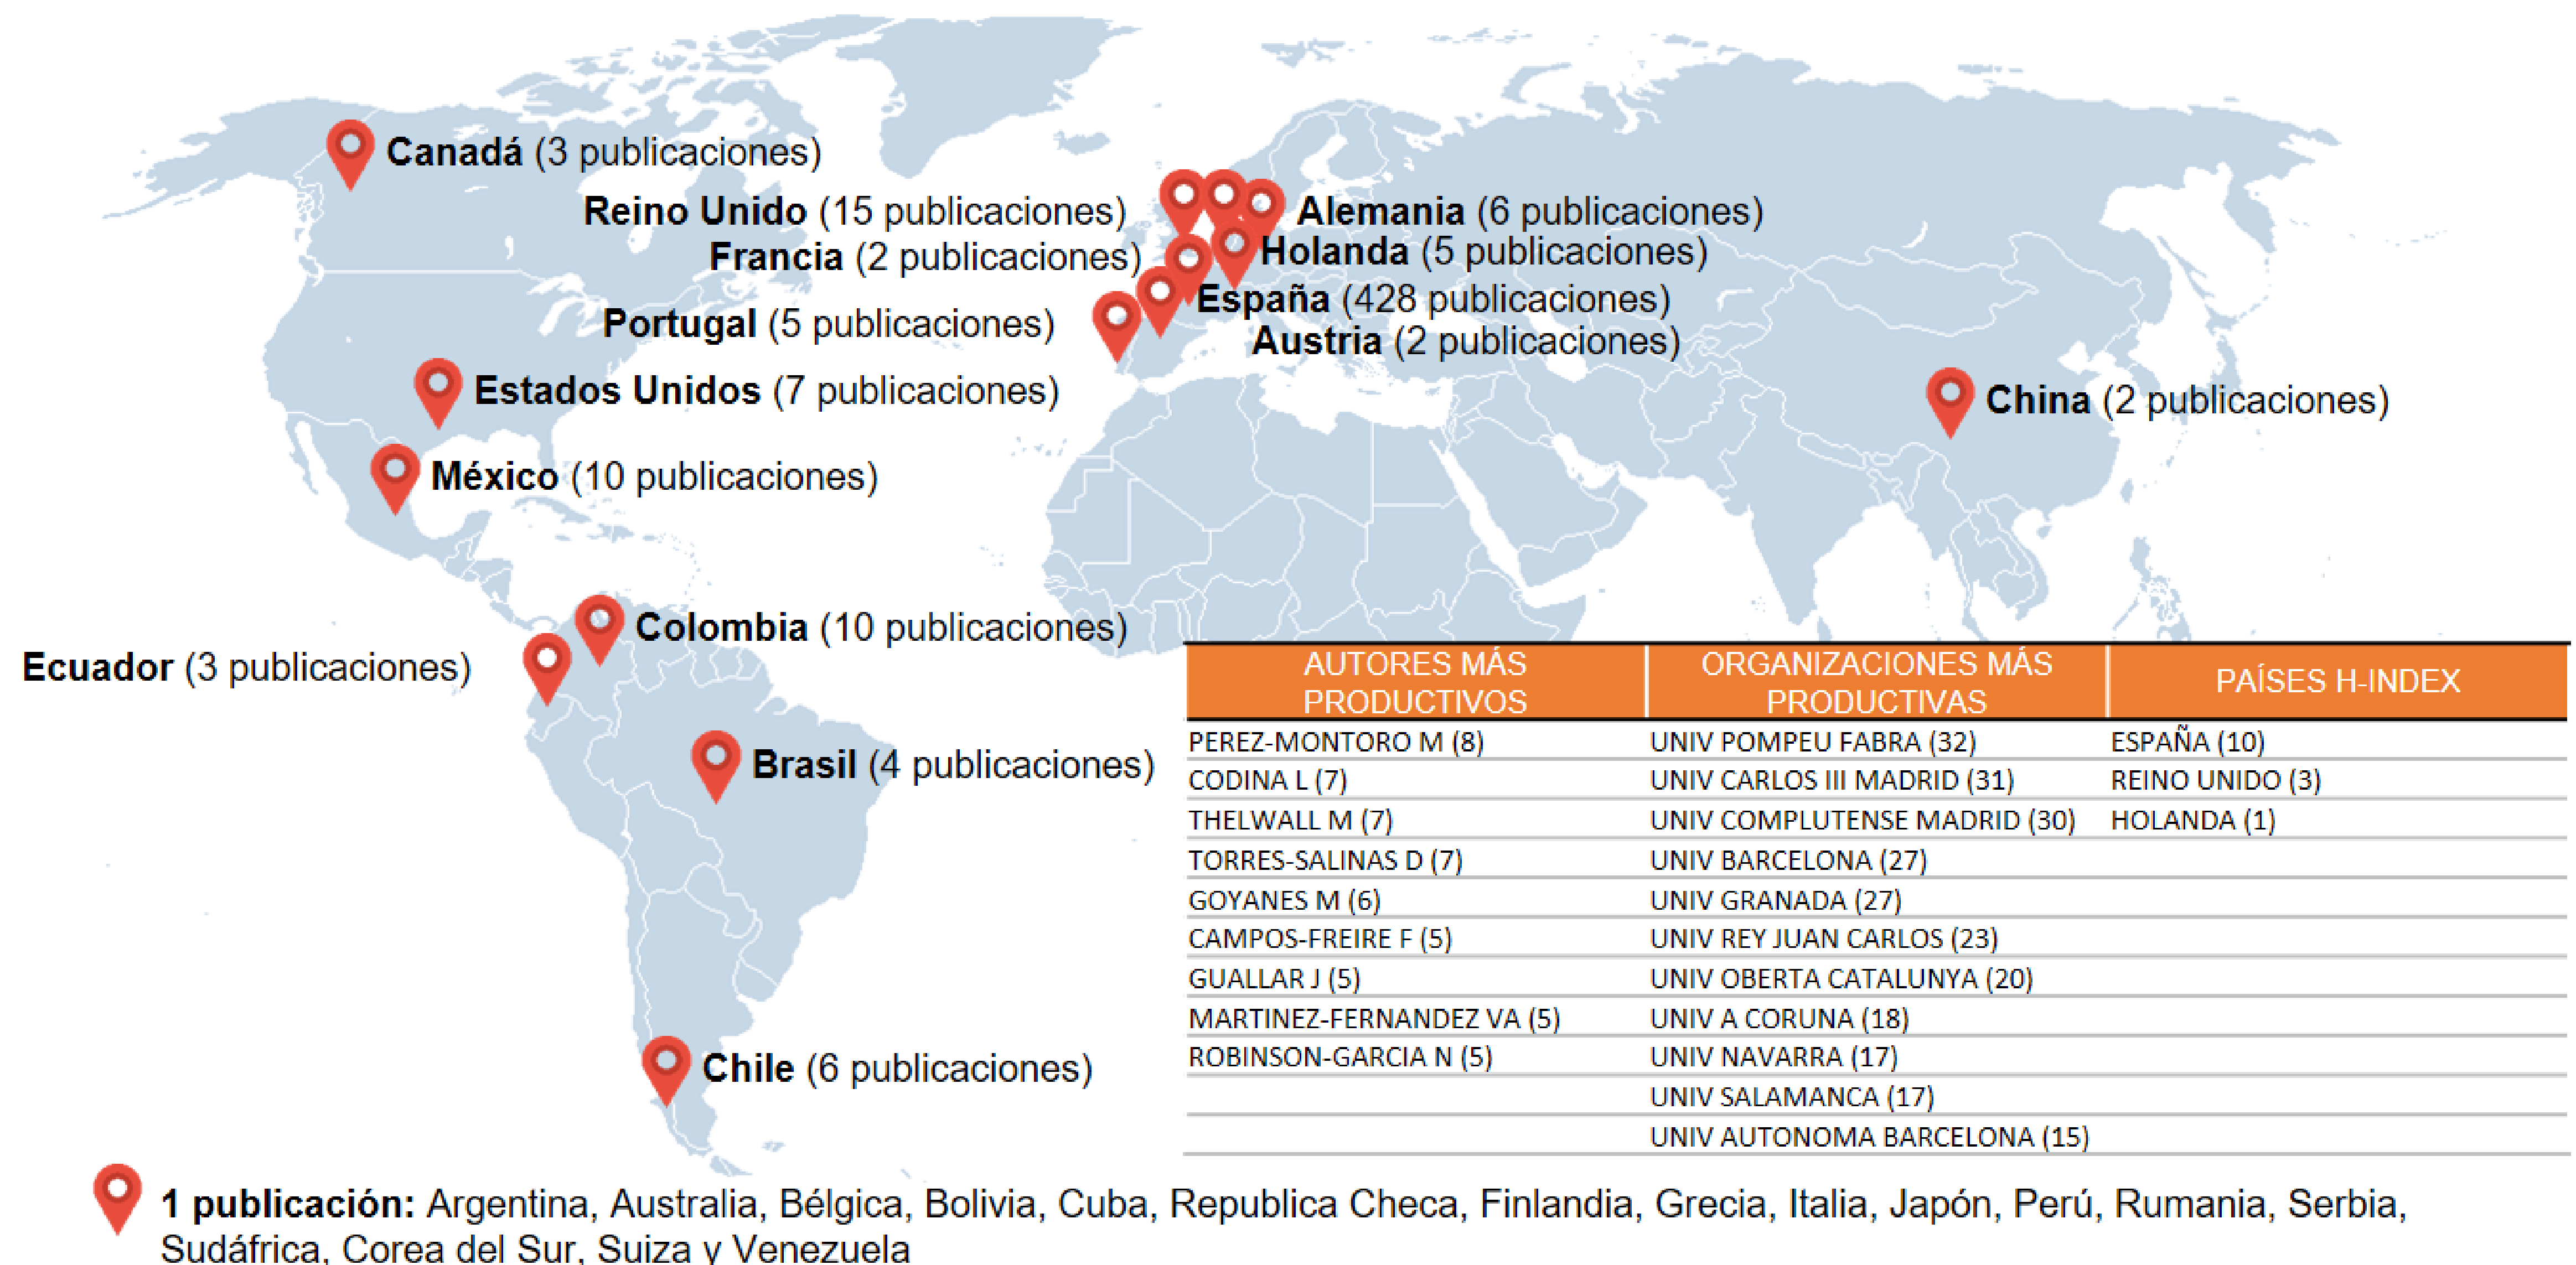 Canadá (3 publicaciones)
Reino Unido (15 publicaciones)
Alemania (6 publicaciones)
Francia (2 publicaciones)
Holanda (5 publicaciones)
España (428 publicaciones)
Portugal (5 publicaciones)
Austria (2 publicaciones)
Estados Unidos (7 publicaciones)
China (2 publicaciones)
México (10 publicaciones)
Colombia (10 publicaciones)
Ecuador (3 publicaciones)
Brasil (4 publicaciones)
Chile (6 publicaciones)
AUTORES MÁS
PRODUCTIVOS
ORGANIZACIONES MÁS
PRODUCTIVAS
PAÍSES H-INDEX
PEREZ-MONTORO M (8) UNIV POMPEU FABRA (32) ESPAÑA (10)
CODINA L (7) UNIV CARLOS III MADRID (31) REINO UNIDO (3)
THELWALL M (7) UNIV COMPLUTENSE MADRID (30) HOLANDA (1)
TORRES-SALINAS D (7) UNIV BARCELONA (27)
GOYANES M (6) UNIV GRANADA (27)
CAMPOS-FREIRE F (5) UNIV REY JUAN CARLOS (23)
GUALLAR J (5) UNIV OBERTA CATALUNYA (20)
MARTINEZ-FERNANDEZ VA (5) UNIV A CORUNA (18)
ROBINSON-GARCIA N (5) UNIV NAVARRA (17)
UNIV SALAMANCA (17)
UNIV AUTONOMA BARCELONA (15)
1 publicación: Argentina, Australia, Bélgica, Bolivia, Cuba, Republica Checa, Finlandia, Grecia, Italia, Japón, Perú, Rumania, Serbia,
Sudáfrica, Corea del Sur, Suiza y Venezuela